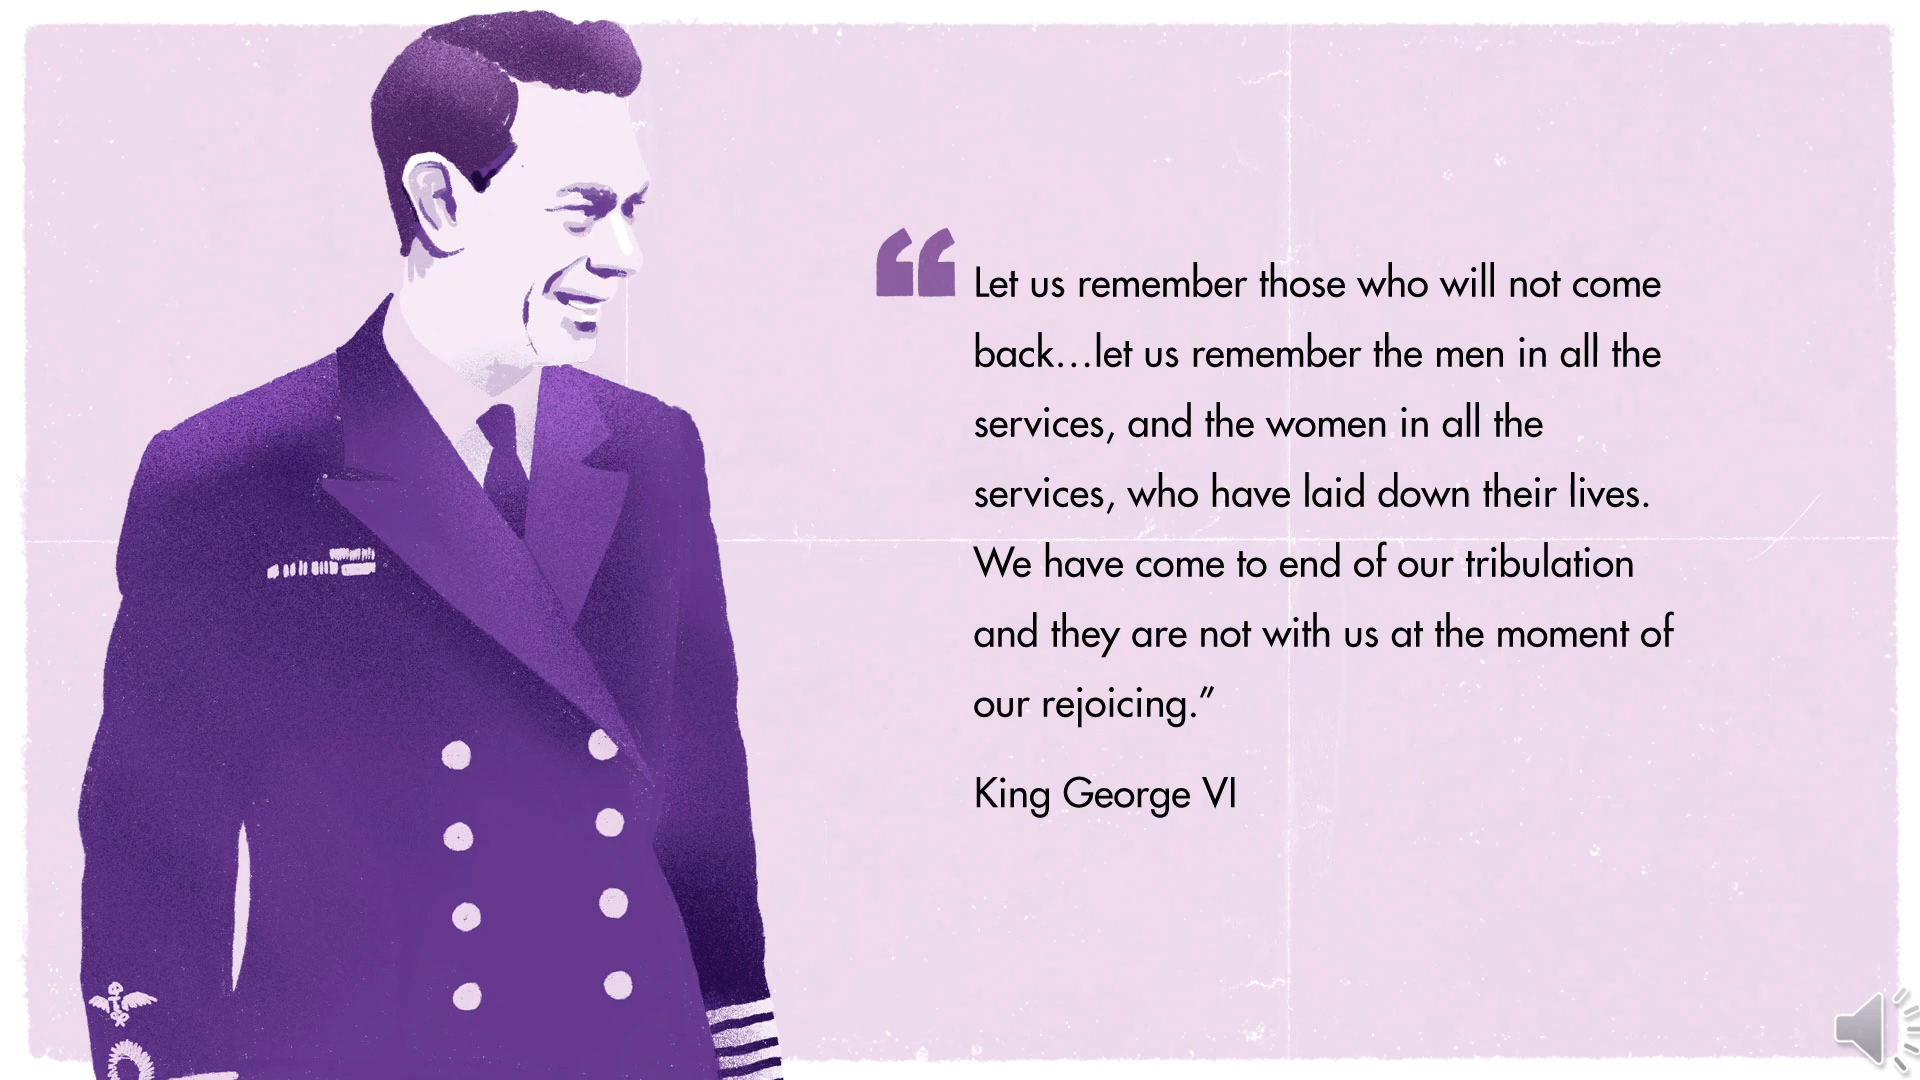 “Let us remember those who will not come
back…let us remember the men in all the
services, and the women in all the
services, who have laid down their lives.
We have come to end of our tribulation
and they are not with us at the moment of
our rejoicing.”
King George VI